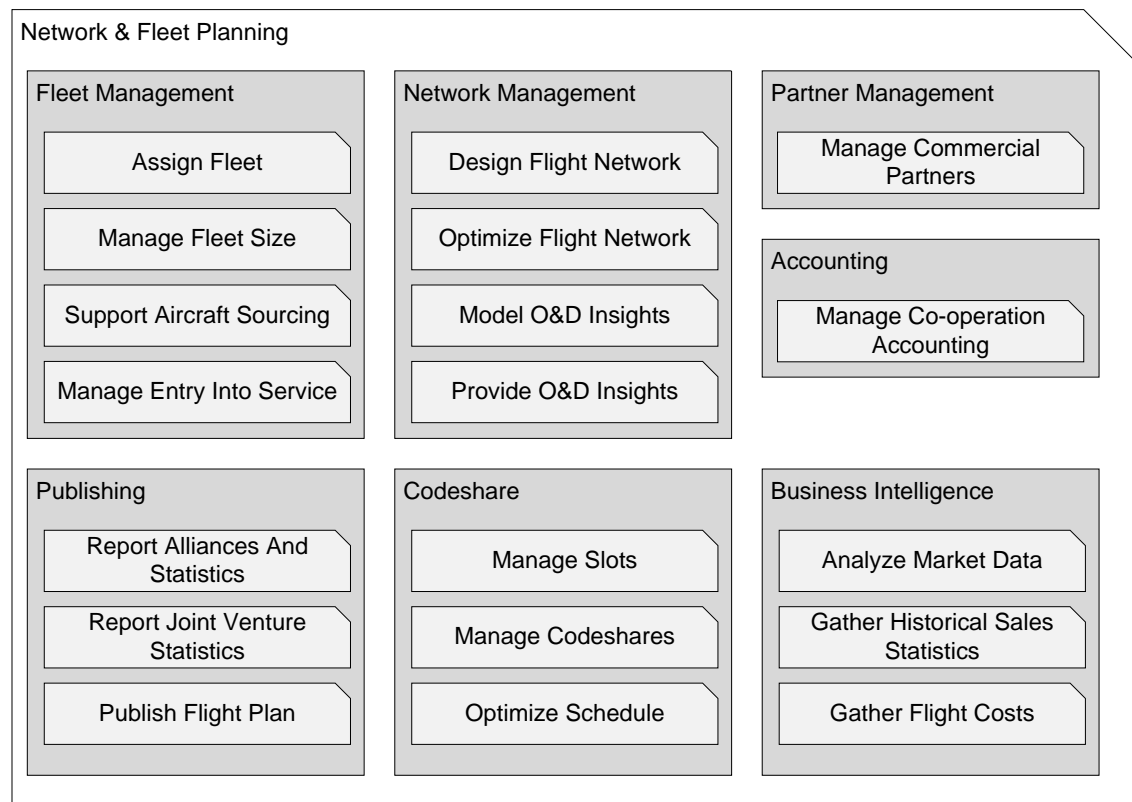 Network & Fleet Planning
Fleet Management
Assign Fleet
Manage Fleet Size
Support Aircraft Sourcing
Manage Entry Into Service
Network Management
Design Flight Network
Optimize Flight Network
Model O&D Insights
Provide O&D Insights
Partner Management
Manage Commercial
Partners
Accounting
Manage Co-operation
Accounting
Publishing
Report Alliances And
Statistics
Report Joint Venture
Statistics
Publish Flight Plan
Codeshare
Manage Slots
Manage Codeshares
Optimize Schedule
Business Intelligence
Analyze Market Data
Gather Historical Sales
Statistics
Gather Flight Costs